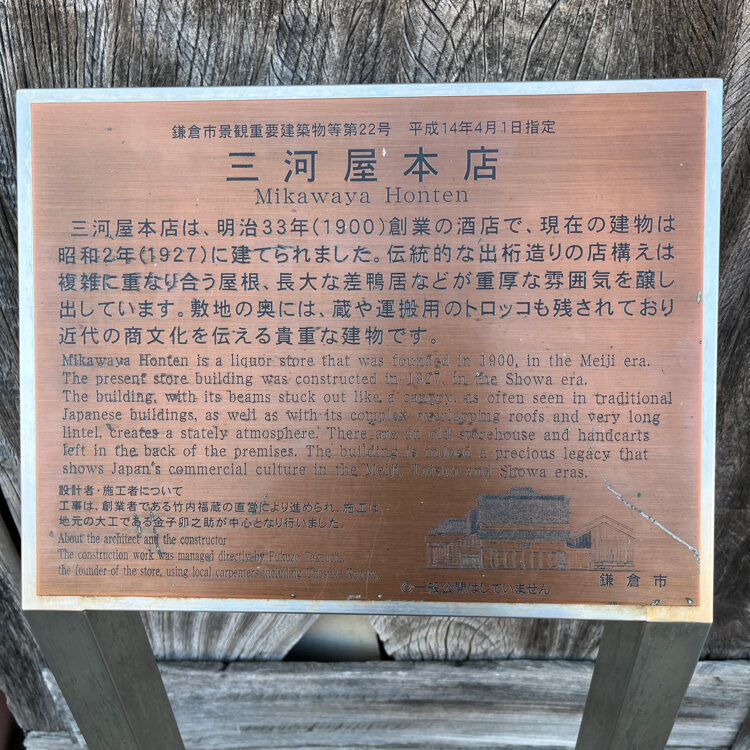 鎌倉市景観重要建築物等第22号　平成14年4月1日指定
三河屋本店
Mikawaya Honten
三河屋本店は、明治33年(1900)創業の酒店で、現在の建物は
昭和2年(1927)に建てられました。伝統的な出桁造りの店構えは
複雑に重なり合う屋根、長大な差鴨居などが重厚な雰囲気を醸し
出しています。敷地の奥には、蔵や運搬用のトロッコも残されており
近代の商文化を伝える貴重な建物です。
Mikawaya Honten is a liquor store that was founded in 1900, in the Meiji era.
The present store building was constructed in 1927, in the Showa era.
The building, with its beams stuck out like a canopy, as often seen in traditional
Japanese buildings, as well as with its complex overlapping roofs and very long
lintel, creates a stately atmosphere. There are an old storehouse and handcarts
left in the back of the premises. The building is indeed a precious legacy that
shows Japan's commercial culture in the Meiji, Taisho and Showa eras.
設計者・施工者について
工事は、創業者である竹内福蔵の直営により進められ、施工は
地元の大工である金子卯之助が中心となり行いました。
About the architect and the constructor
The construction work was managed directly by Fukuzo Takeuchi,
the founder of the store, using local carpenters including
鎌倉市
一般公開はしていません